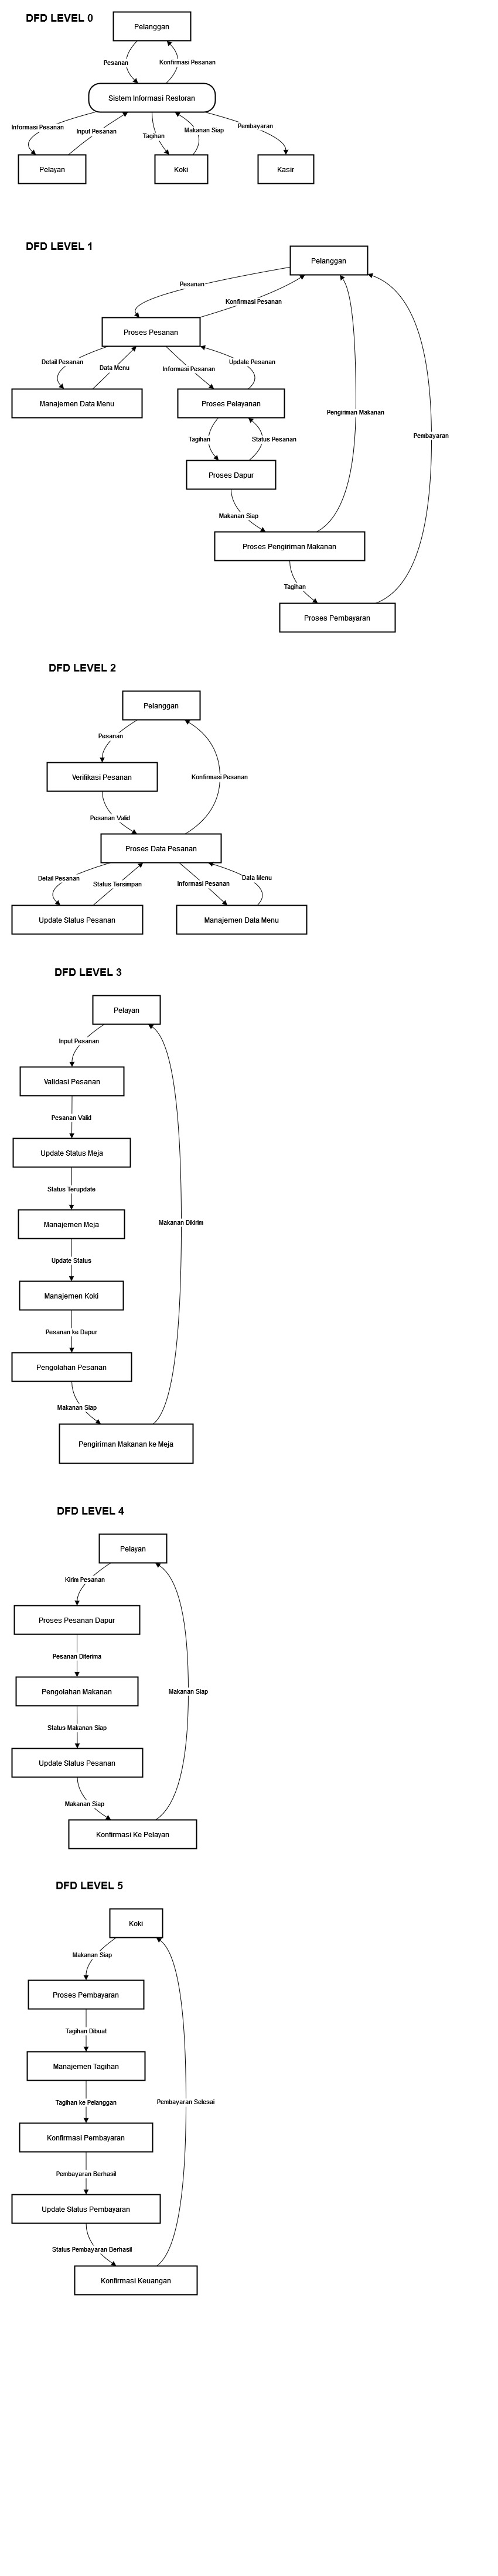 DFD LEVEL 0
Pelanggan
Pesanan
Konfirmasi Pesanan
Sistem Informasi Restoran
Informasi Pesanan
Input Pesanan
Tagihan
Makanan Siap
Pembayaran
Pelayan
Koki
Kasir
DFD LEVEL 1
Pelanggan
Pesanan
Konfirmasi Pesanan
Proses Pesanan
Detail Pesanan
Data Menu
Informasi Pesanan
Update Pesanan
Manajemen Data Menu
Proses Pelayanan
Pengiriman Makanan
Pembayaran
Tagihan
Status Pesanan
Proses Dapur
Makanan Siap
Proses Pengiriman Makanan
Tagihan
Proses Pembayaran
DFD LEVEL 2
Pelanggan
Pesanan
Verifikasi Pesanan
Konfirmasi Pesanan
Pesanan Valid
Proses Data Pesanan
Detail Pesanan
Status Tersimpan
Informasi Pesanan
Data Menu
Update Status Pesanan
Manajemen Data Menu
DFD LEVEL 3
Pelayan
Input Pesanan
Validasi Pesanan
Pesanan Valid
Update Status Meja
Status Terupdate
Manajemen Meja
Makanan Dikirim
Update Status
Manajemen Koki
Pesanan ke Dapur
Pengolahan Pesanan
Makanan Siap
Pengiriman Makanan ke Meja
DFD LEVEL 4
Pelayan
Kirim Pesanan
Proses Pesanan Dapur
Pesanan Diterima
Pengolahan Makanan
Makanan Siap
Status Makanan Siap
Update Status Pesanan
Makanan Siap
Konfirmasi Ke Pelayan
DFD LEVEL 5
Koki
Makanan Siap
Proses Pembayaran
Tagihan Dibuat
Manajemen Tagihan
Tagihan ke Pelanggan
Pembayaran Selesai
Konfirmasi Pembayaran
Pembayaran Berhasil
Update Status Pembayaran
Status Pembayaran Berhasil
Konfirmasi Keuangan